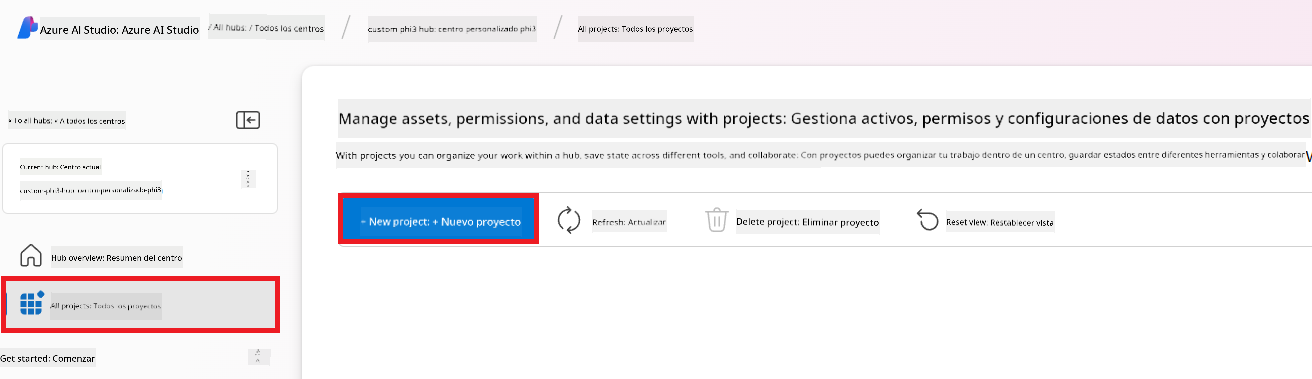 Azure AI Studio: Azure AI Studio / All hubs: / Todos los centros / custom phi3 hub: centro personalizado phi3 / All projects: Todos los proyectos
« To all hubs: « A todos los centros
Current hub: Centro actual
custom-phi3-hub: centro-personalizado-phi3
Manage assets, permissions, and data settings with projects: Gestiona activos, permisos y configuraciones de datos con proyectos
With projects you can organize your work within a hub, save state across different tools, and collaborate: Con proyectos puedes organizar tu trabajo dentro de un centro, guardar estados entre diferentes herramientas y colaborar
+ New project: + Nuevo proyecto
Refresh: Actualizar
Delete project: Eliminar proyecto
Reset view: Restablecer vista
Hub overview: Resumen del centro
All projects: Todos los proyectos
Get started: Comenzar